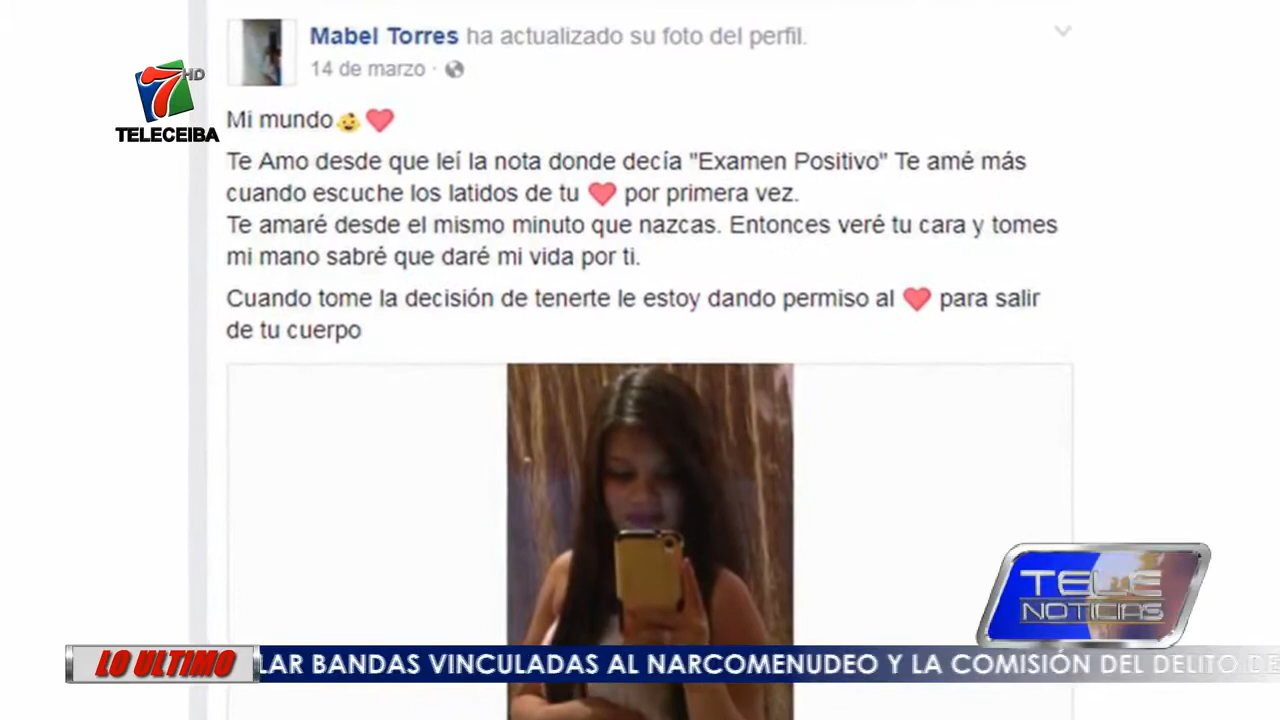 Mabel Torres ha actualizado su foto del perfil.
14 de marzo ·
7 HD
TELECEIBA
Mi mundo👶❤
Te Amo desde que leí la nota donde decía "Examen Positivo" Te amé más
cuando escuche los latidos de tu ❤ por primera vez.
Te amaré desde el mismo minuto que nazcas. Entonces veré tu cara y tomes
mi mano sabré que daré mi vida por ti.
Cuando tome la decisión de tenerte le estoy dando permiso al ❤ para salir
de tu cuerpo
TELE
NOTICIAS
LO ULTIMO LAR BANDAS VINCULADAS AL NARCOMENUDEO Y LA COMISIÓN DEL DELITO DE